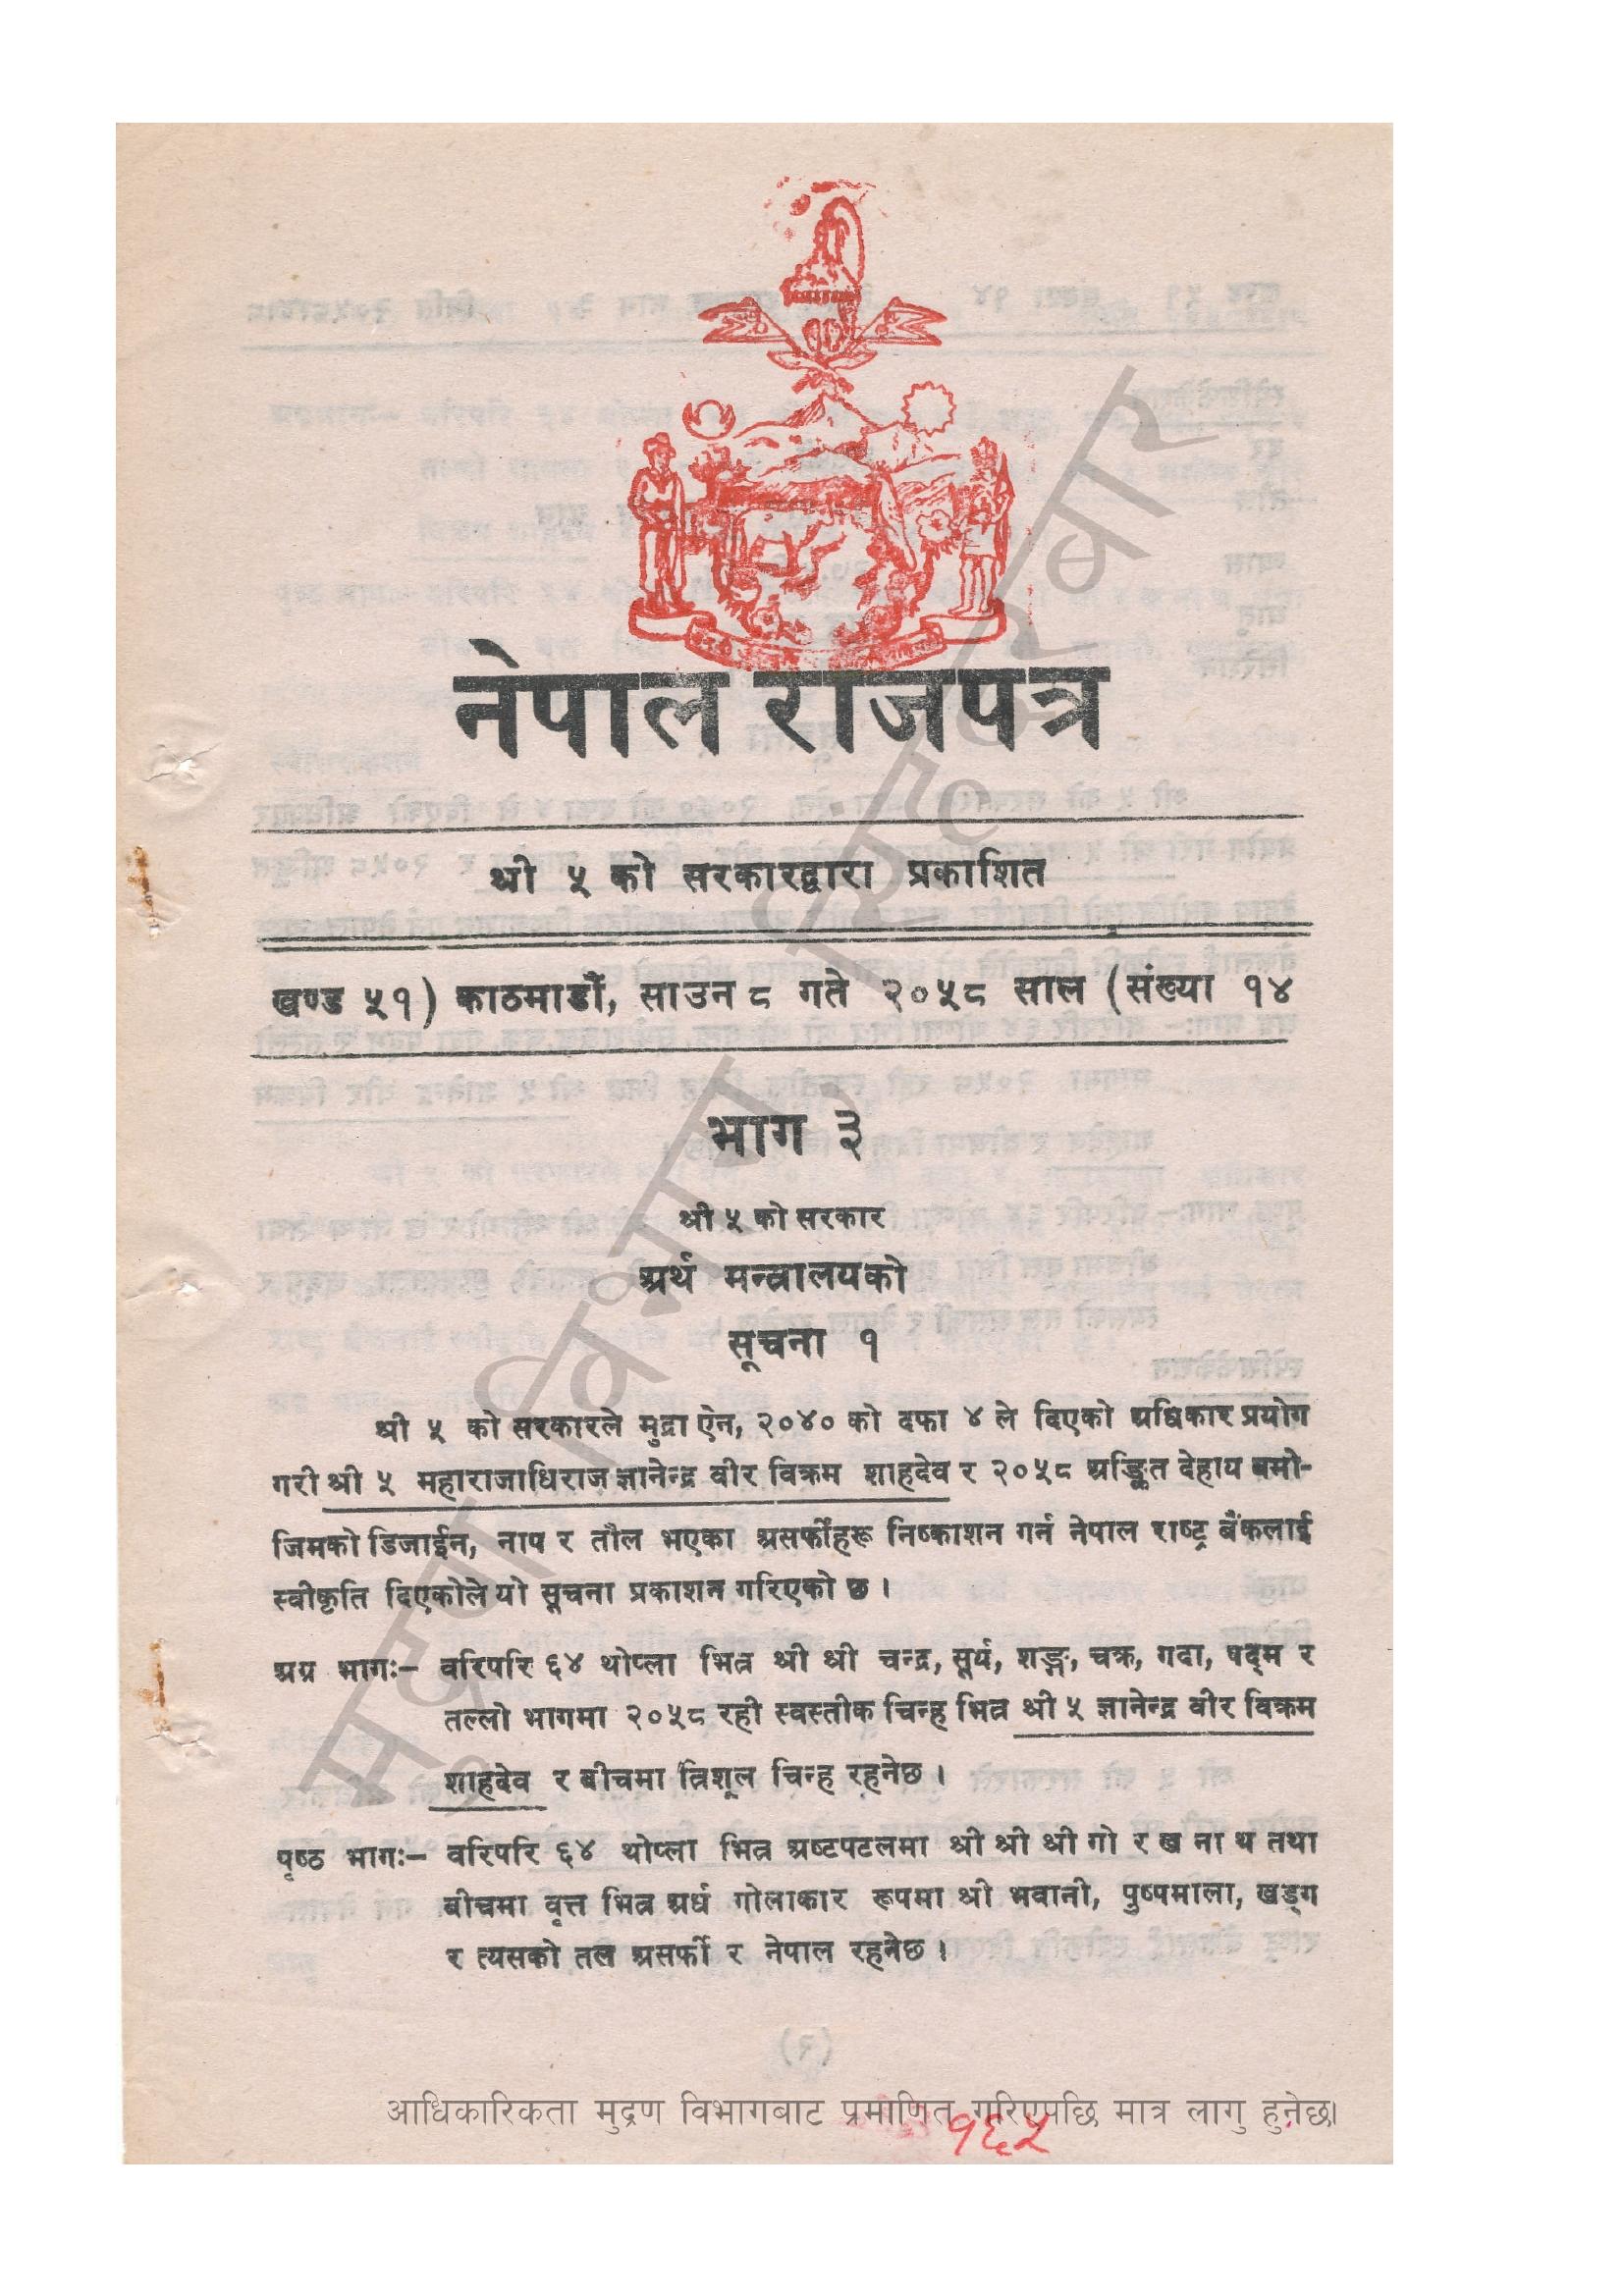 नेपाल राजपत्र
श्री ५ को सरकारद्वारा प्रकाशित
खण्ड ५१) काठमाडौं, साउन ८ गते २०५८ साल (संख्या १४
भाग ३
श्री ५ को सरकार
अर्थ मन्त्रालयको
सूचना १
श्री ५ को सरकारले मुद्रा ऐन, २०४० को दफा ४ ले दिएको अधिकार प्रयोग
गरी श्री ५ महाराजाधिराज ज्ञानेन्द्र वीर विक्रम शाहदेव र २०५८ अङ्कित देहाय बमो-
जिमको डिजाईन, नाप र तौल भएका असर्फीहरू निष्काशन गर्न नेपाल राष्ट्र बैंकलाई
स्वीकृति दिएकोले यो सूचना प्रकाशन गरिएको छ ।
अग्र भागः– वरिपरि ६४ थोप्ला भित्र श्री श्री चन्द्र, सूर्य, शङ्ख, चक्र, गदा, पद्म र
तल्लो भागमा २०५८ रही स्वस्तीक चिन्ह भित्र श्री ५ ज्ञानेन्द्र वीर विक्रम
शाहदेव र बीचमा त्रिशूल चिन्ह रहनेछ ।
पृष्ठ भागः– वरिपरि ६४ थोप्ला भित्र अष्टपटलमा श्री श्री श्री गो र ख ना थ तथा
बीचमा वृत्त भित्र अर्ध गोलाकार रूपमा श्री भवानी, पुष्पमाला, खड्ग
र त्यसको तल असर्फी र नेपाल रहनेछ ।
आधिकारिकता मुद्रण विभागबाट प्रमाणित गरिएपछि मात्र लागु हुनेछ।
१६५